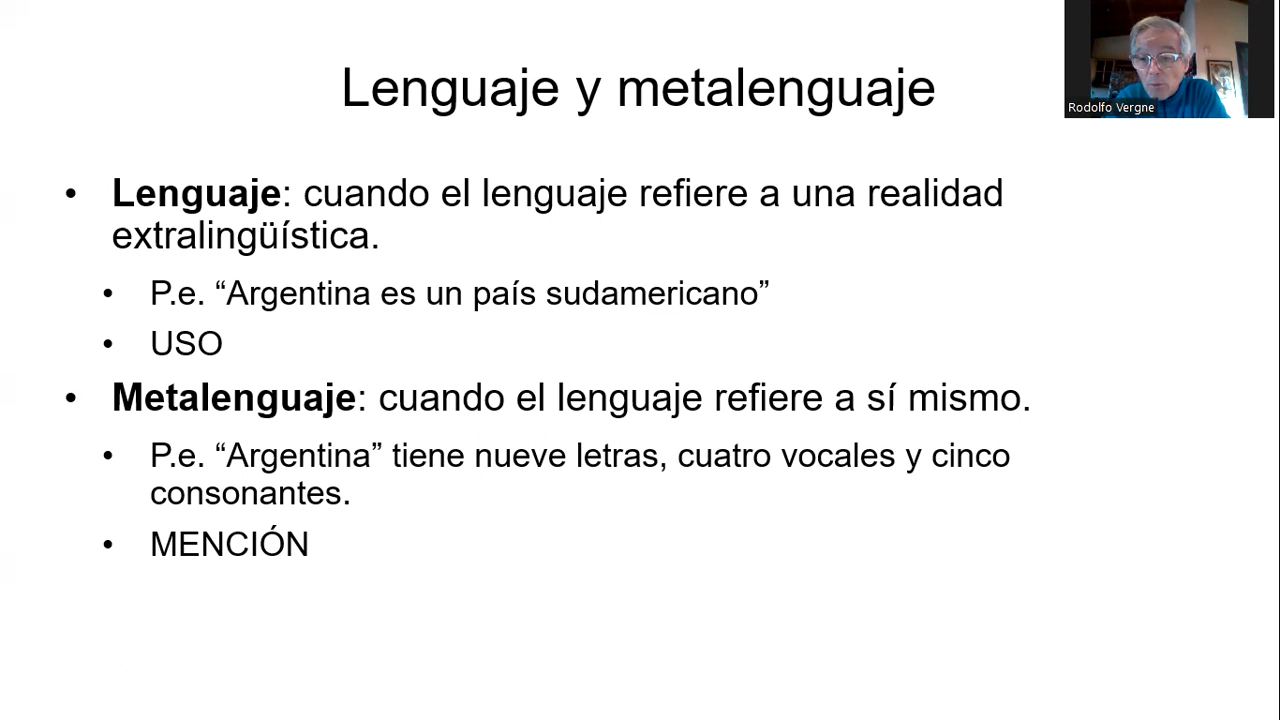 Lenguaje y metalenguaje
Rodolfo Vergne
• Lenguaje: cuando el lenguaje refiere a una realidad
extralingüística.
• P.e. “Argentina es un país sudamericano”
• USO
• Metalenguaje: cuando el lenguaje refiere a sí mismo.
• P.e. “Argentina” tiene nueve letras, cuatro vocales y cinco
consonantes.
• MENCIÓN